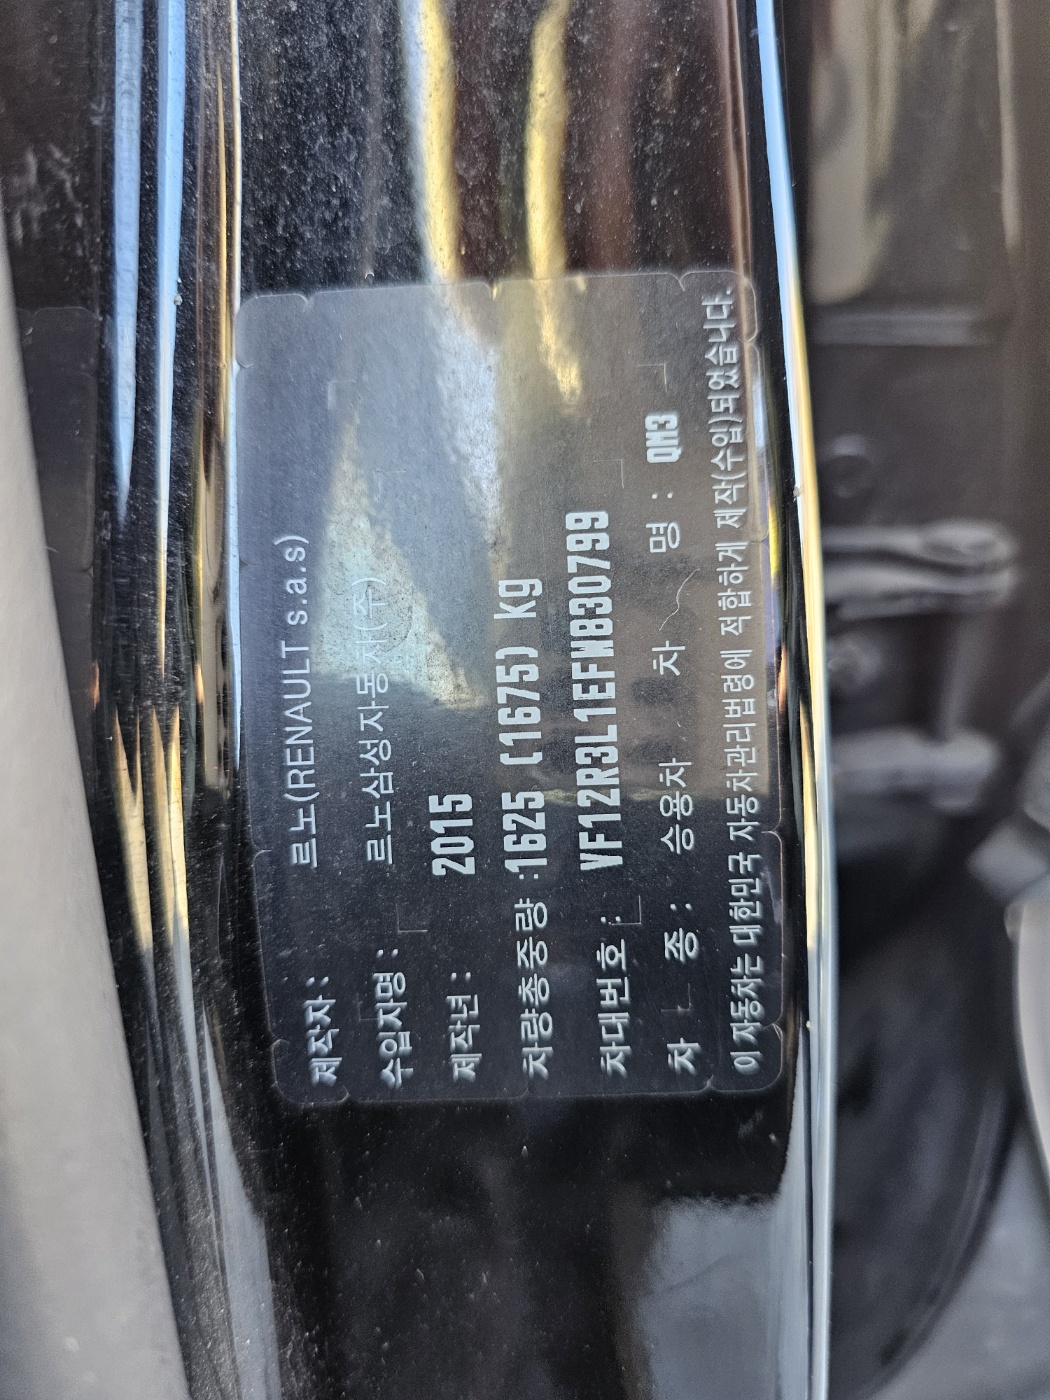 제작자 : 르노(RENAULT s.a.s)
수입자명 : 르노삼성자동차(주)
제작년 : 2015
차량총중량 :1625 (1675) kg
차대번호 : VF12R3L1EFWB30799
차 종 : 승용차 차 명 : QM3
이 자동차는 대한민국 자동차관리법령에 적합하게 제작(수입)되었습니다.